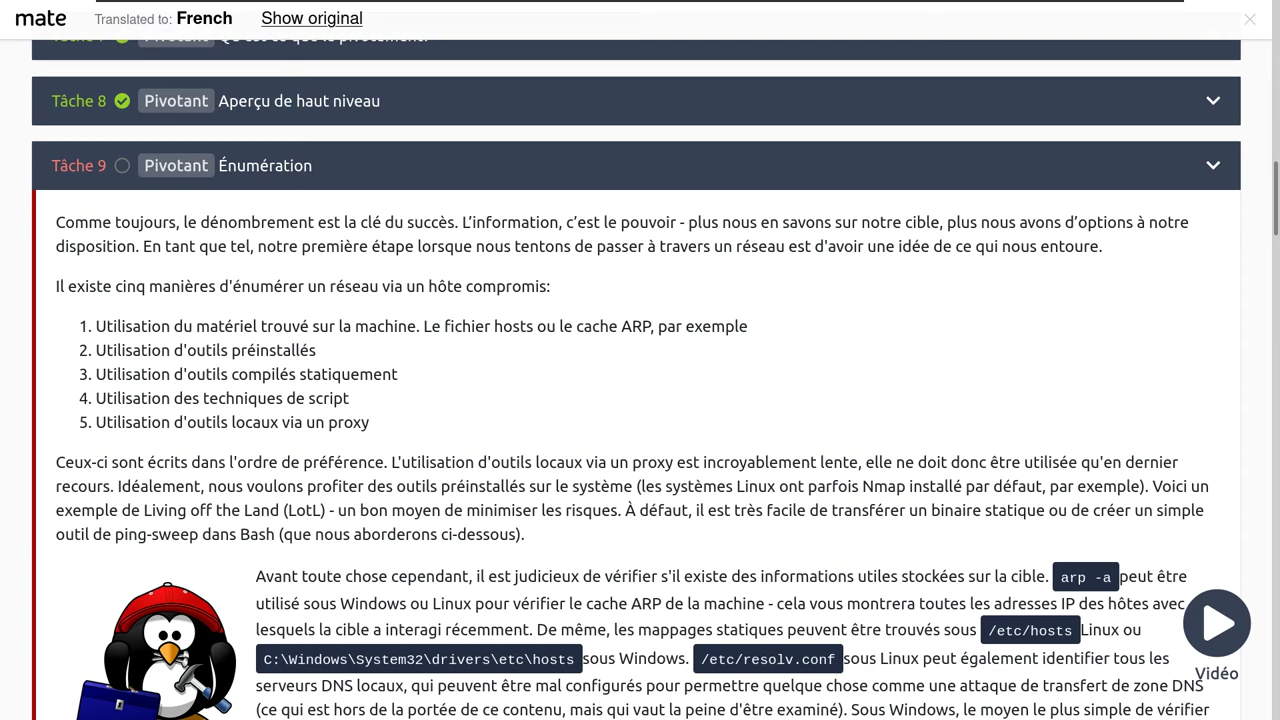 mate Translated to: French Show original
Pivotant Qu'est-ce que le pivotement?
Tâche 8 Pivotant Aperçu de haut niveau
Tâche 9 Pivotant Énumération
Comme toujours, le dénombrement est la clé du succès. L’information, c’est le pouvoir - plus nous en savons sur notre cible, plus nous avons d’options à notre
disposition. En tant que tel, notre première étape lorsque nous tentons de passer à travers un réseau est d'avoir une idée de ce qui nous entoure.
Il existe cinq manières d'énumérer un réseau via un hôte compromis:
1. Utilisation du matériel trouvé sur la machine. Le fichier hosts ou le cache ARP, par exemple
2. Utilisation d'outils préinstallés
3. Utilisation d'outils compilés statiquement
4. Utilisation des techniques de script
5. Utilisation d'outils locaux via un proxy
Ceux-ci sont écrits dans l'ordre de préférence. L'utilisation d'outils locaux via un proxy est incroyablement lente, elle ne doit donc être utilisée qu'en dernier
recours. Idéalement, nous voulons profiter des outils préinstallés sur le système (les systèmes Linux ont parfois Nmap installé par défaut, par exemple). Voici un
exemple de Living off the Land (LotL) - un bon moyen de minimiser les risques. À défaut, il est très facile de transférer un binaire statique ou de créer un simple
outil de ping-sweep dans Bash (que nous aborderons ci-dessous).
Avant toute chose cependant, il est judicieux de vérifier s'il existe des informations utiles stockées sur la cible. arp -a peut être
utilisé sous Windows ou Linux pour vérifier le cache ARP de la machine - cela vous montrera toutes les adresses IP des hôtes avec
lesquels la cible a interagi récemment. De même, les mappages statiques peuvent être trouvés sous /etc/hosts Linux ou
C:\Windows\System32\drivers\etc\hosts sous Windows. /etc/resolv.conf sous Linux peut également identifier tous les
serveurs DNS locaux, qui peuvent être mal configurés pour permettre quelque chose comme une attaque de transfert de zone DNS
(ce qui est hors de la portée de ce contenu, mais qui vaut la peine d'être examiné). Sous Windows, le moyen le plus simple de vérifier
Vidéo